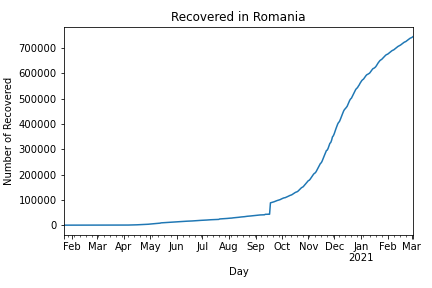 Recovered in Romania
Number of Recovered
700000
600000
500000
400000
300000
200000
100000
0
Feb Mar Apr May Jun Jul Aug Sep Oct Nov Dec Jan Feb Mar
2021
Day